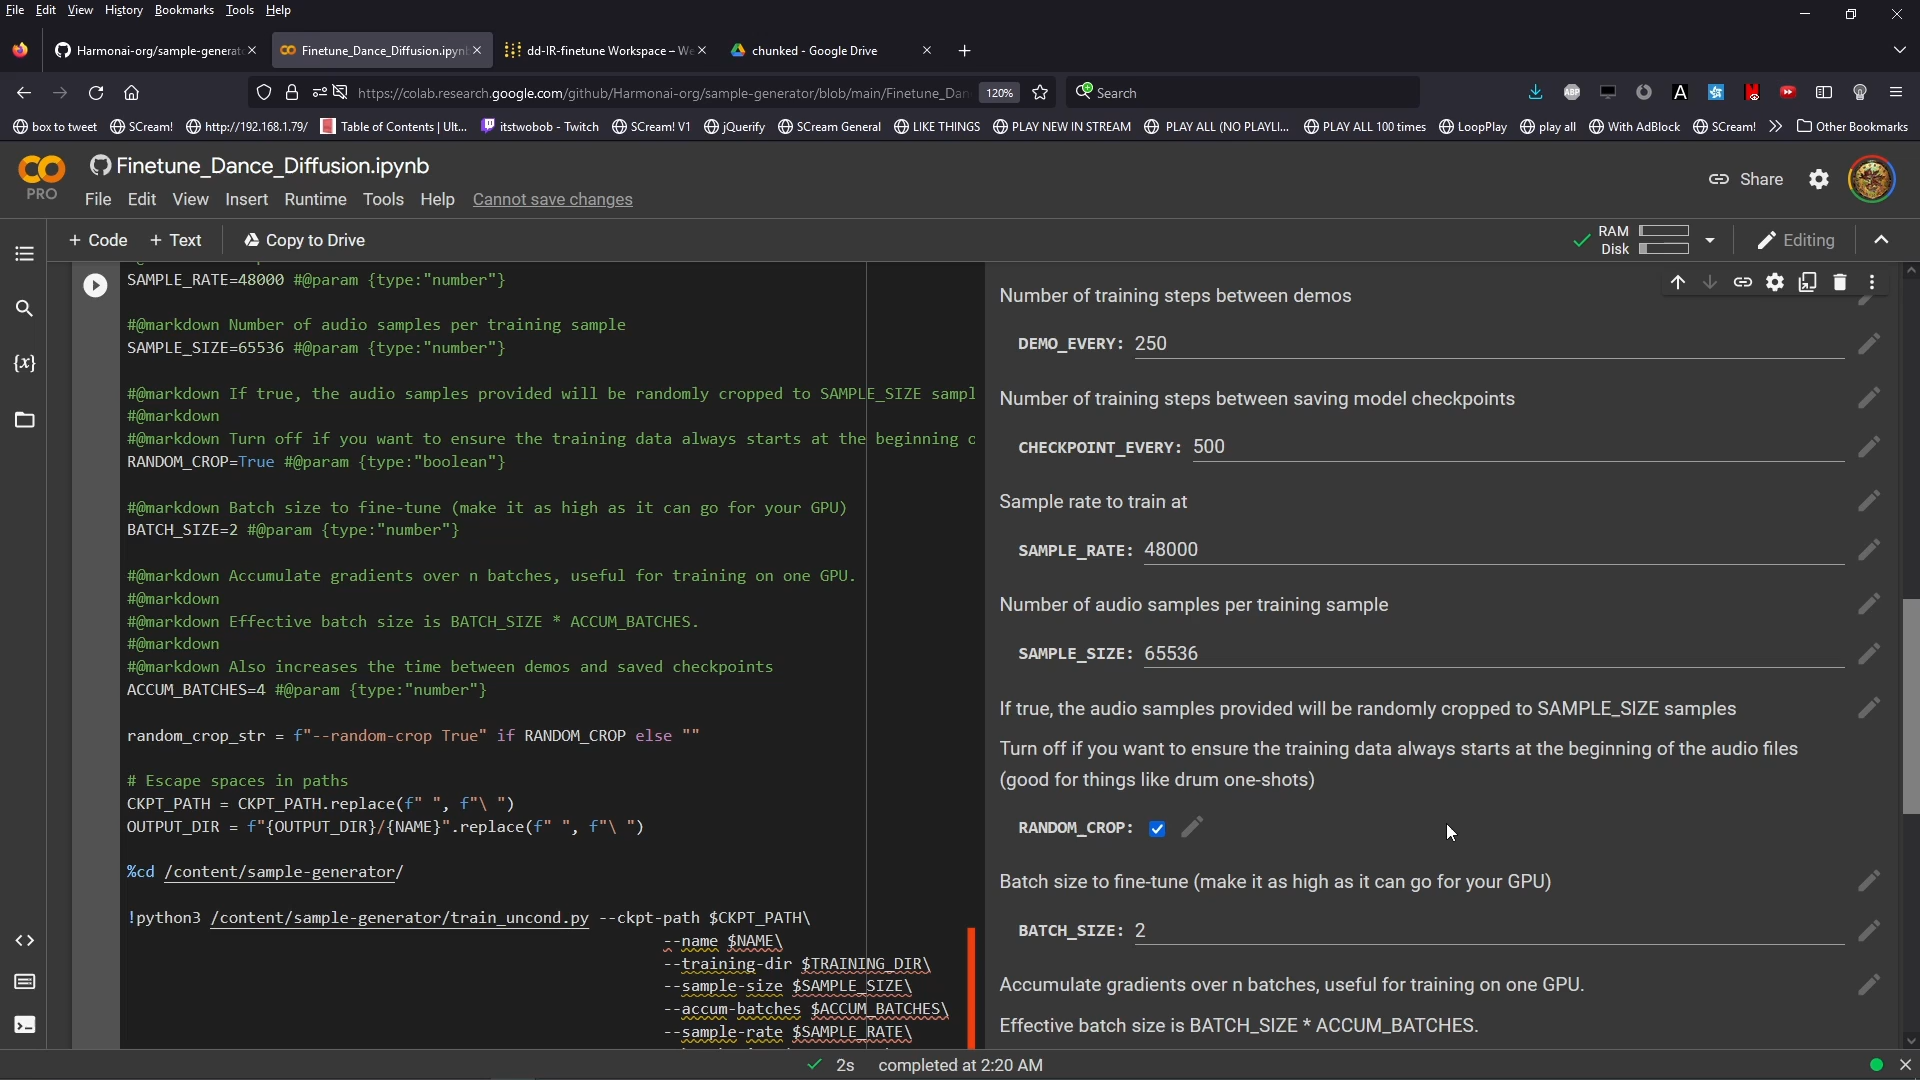 File Edit View History Bookmarks Tools Help
Harmonai-org/sample-generat
Finetune_Dance_Diffusion.ipyn
dd-IR-finetune Workspace – We
chunked - Google Drive
https://colab.research.google.com/github/Harmonai-org/sample-generator/blob/main/Finetune_Dan
120%
Search
box to tweet SCream! http://192.168.1.79/ Table of Contents | Ult... itstwobob - Twitch SCream! V1 jQuerify SCream General LIKE THINGS PLAY NEW IN STREAM PLAY ALL (NO PLAYLI... PLAY ALL 100 times LoopPlay play all With AdBlock SCream! Other Bookmarks
PRO
Finetune_Dance_Diffusion.ipynb
File Edit View Insert Runtime Tools Help Cannot save changes
Share
+ Code + Text Copy to Drive
RAM
Disk
Editing
SAMPLE_RATE=48000 #@param {type:"number"}
#@markdown Number of audio samples per training sample
SAMPLE_SIZE=65536 #@param {type:"number"}
#@markdown If true, the audio samples provided will be randomly cropped to SAMPLE_SIZE sampl
#@markdown
#@markdown Turn off if you want to ensure the training data always starts at the beginning o
RANDOM_CROP=True #@param {type:"boolean"}
#@markdown Batch size to fine-tune (make it as high as it can go for your GPU)
BATCH_SIZE=2 #@param {type:"number"}
#@markdown Accumulate gradients over n batches, useful for training on one GPU.
#@markdown
#@markdown Effective batch size is BATCH_SIZE * ACCUM_BATCHES.
#@markdown
#@markdown Also increases the time between demos and saved checkpoints
ACCUM_BATCHES=4 #@param {type:"number"}
random_crop_str = f"--random-crop True" if RANDOM_CROP else ""
# Escape spaces in paths
CKPT_PATH = CKPT_PATH.replace(f" ", f"\ ")
OUTPUT_DIR = f"{OUTPUT_DIR}/{NAME}".replace(f" ", f"\ ")
%cd /content/sample-generator/
!python3 /content/sample-generator/train_uncond.py --ckpt-path $CKPT_PATH\
--name $NAME\
--training-dir $TRAINING_DIR\
--sample-size $SAMPLE_SIZE\
--accum-batches $ACCUM_BATCHES\
--sample-rate $SAMPLE_RATE\
Number of training steps between demos
DEMO_EVERY: 250
Number of training steps between saving model checkpoints
CHECKPOINT_EVERY: 500
Sample rate to train at
SAMPLE_RATE: 48000
Number of audio samples per training sample
SAMPLE_SIZE: 65536
If true, the audio samples provided will be randomly cropped to SAMPLE_SIZE samples
Turn off if you want to ensure the training data always starts at the beginning of the audio files
(good for things like drum one-shots)
RANDOM_CROP:
Batch size to fine-tune (make it as high as it can go for your GPU)
BATCH_SIZE: 2
Accumulate gradients over n batches, useful for training on one GPU.
Effective batch size is BATCH_SIZE * ACCUM_BATCHES.
2s completed at 2:20 AM